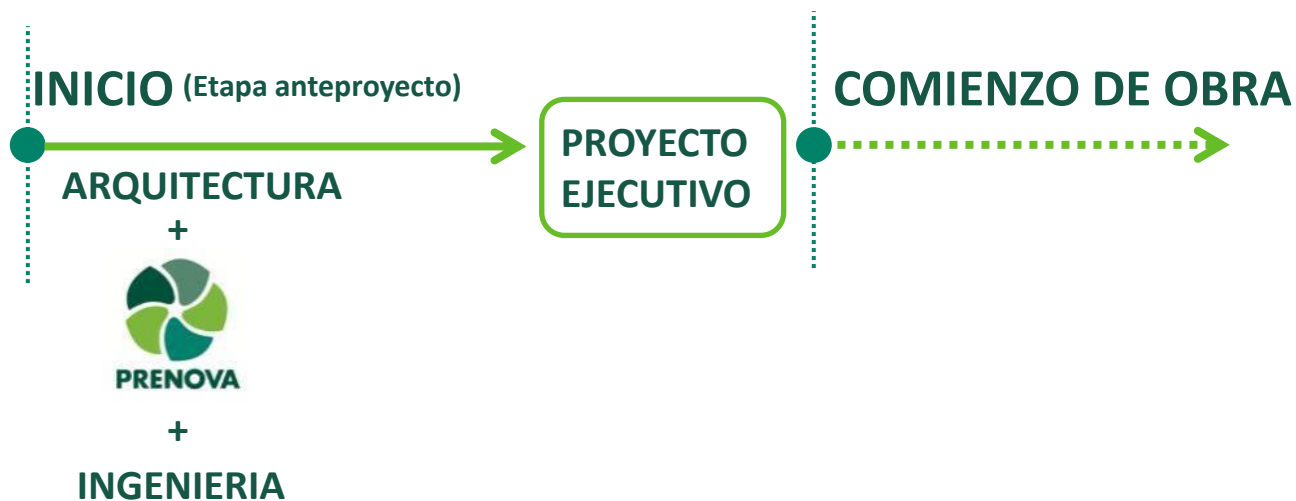 INICIO (Etapa anteproyecto)
ARQUITECTURA
+
PRENOVA
+
INGENIERIA
PROYECTO
EJECUTIVO
COMIENZO DE OBRA